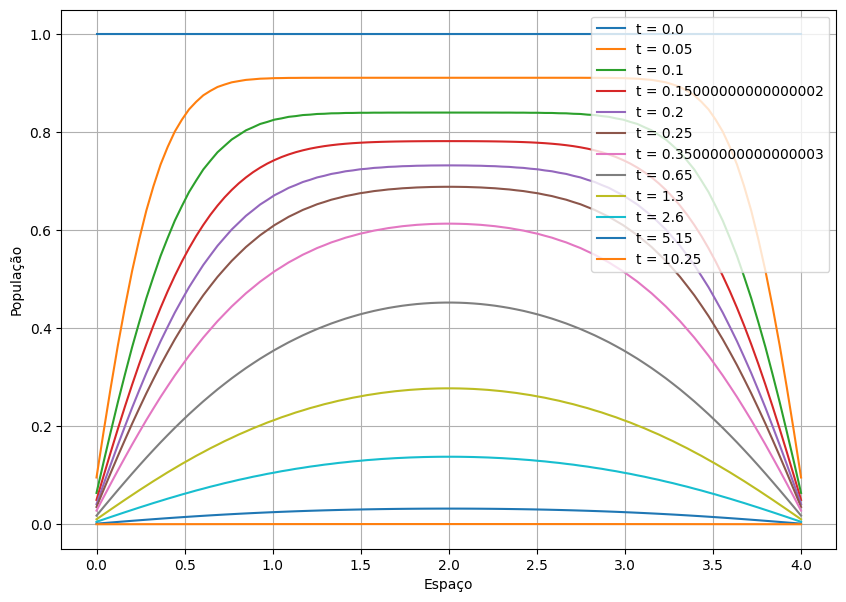 t = 0.0
t = 0.05
t = 0.1
t = 0.15000000000000002
t = 0.2
t = 0.25
t = 0.35000000000000003
t = 0.65
t = 1.3
t = 2.6
t = 5.15
t = 10.25
1.0
0.8
0.6
0.4
0.2
0.0
População
0.0 0.5 1.0 1.5 2.0 2.5 3.0 3.5 4.0
Espaço